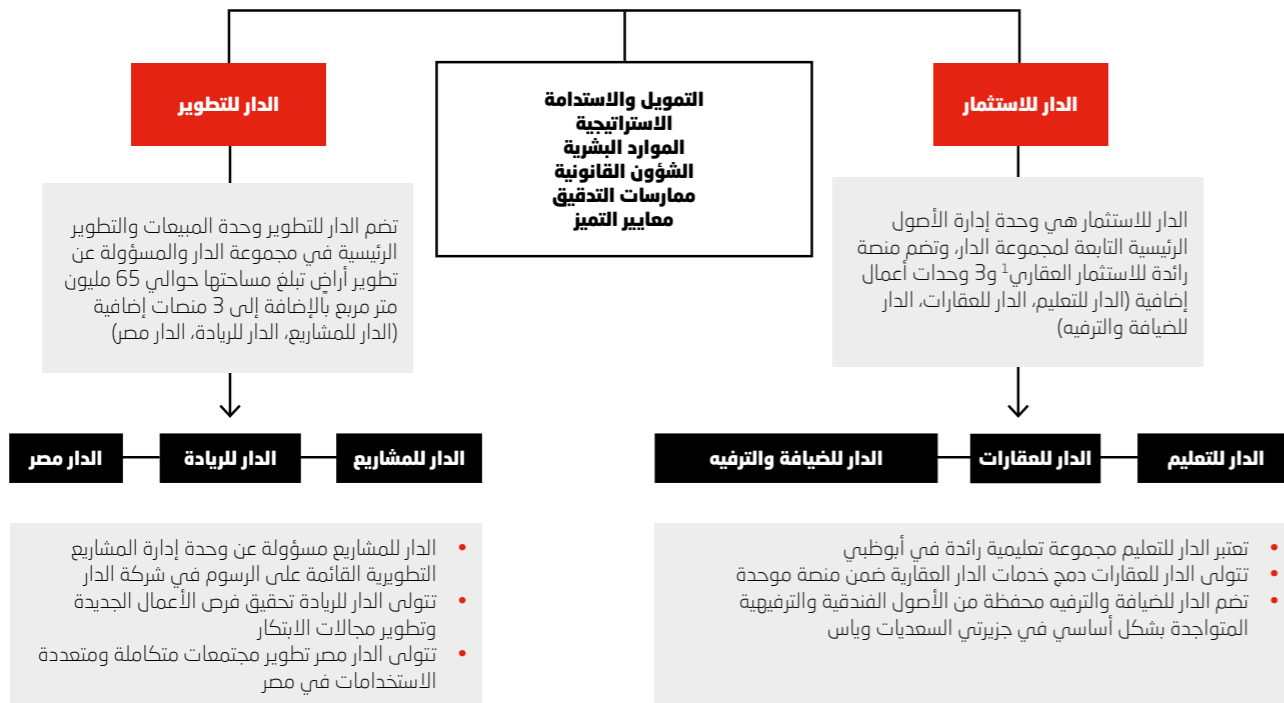 الدار للاستثمار
التمويل والاستدامة
الاستراتيجية
الموارد البشرية
الشؤون القانونية
ممارسات التدقيق
معايير التميز
الدار للتطوير
الدار للاستثمار هي وحدة إدارة الأصول
الرئيسية التابعة لمجموعة الدار، وتضم منصة
رائدة للاستثمار العقاري1 و3 وحدات أعمال
إضافية (الدار للتعليم، الدار للعقارات، الدار
للضيافة والترفيه)
تضم الدار للتطوير وحدة المبيعات والتطوير
الرئيسية في مجموعة الدار والمسؤولة عن
تطوير أراضٍ تبلغ مساحتها حوالي 65 مليون
متر مربع بالإضافة إلى 3 منصات إضافية
(الدار للمشاريع، الدار للريادة، الدار مصر)
الدار للتعليم
الدار للعقارات
الدار للضيافة والترفيه
الدار للمشاريع
الدار للريادة
الدار مصر
• تعتبر الدار للتعليم مجموعة تعليمية رائدة في أبوظبي
• تتولى الدار للعقارات دمج خدمات الدار العقارية ضمن منصة موحدة
• تضم الدار للضيافة والترفيه محفظة من الأصول الفندقية والترفيهية
المتواجدة بشكل أساسي في جزيرتي السعديات وياس
• الدار للمشاريع مسؤولة عن وحدة إدارة المشاريع
التطويرية القائمة على الرسوم في شركة الدار
• تتولى الدار للريادة تحقيق فرص الأعمال الجديدة
وتطوير مجالات الابتكار
• تتولى الدار مصر تطوير مجتمعات متكاملة ومتعددة
الاستخدامات في مصر